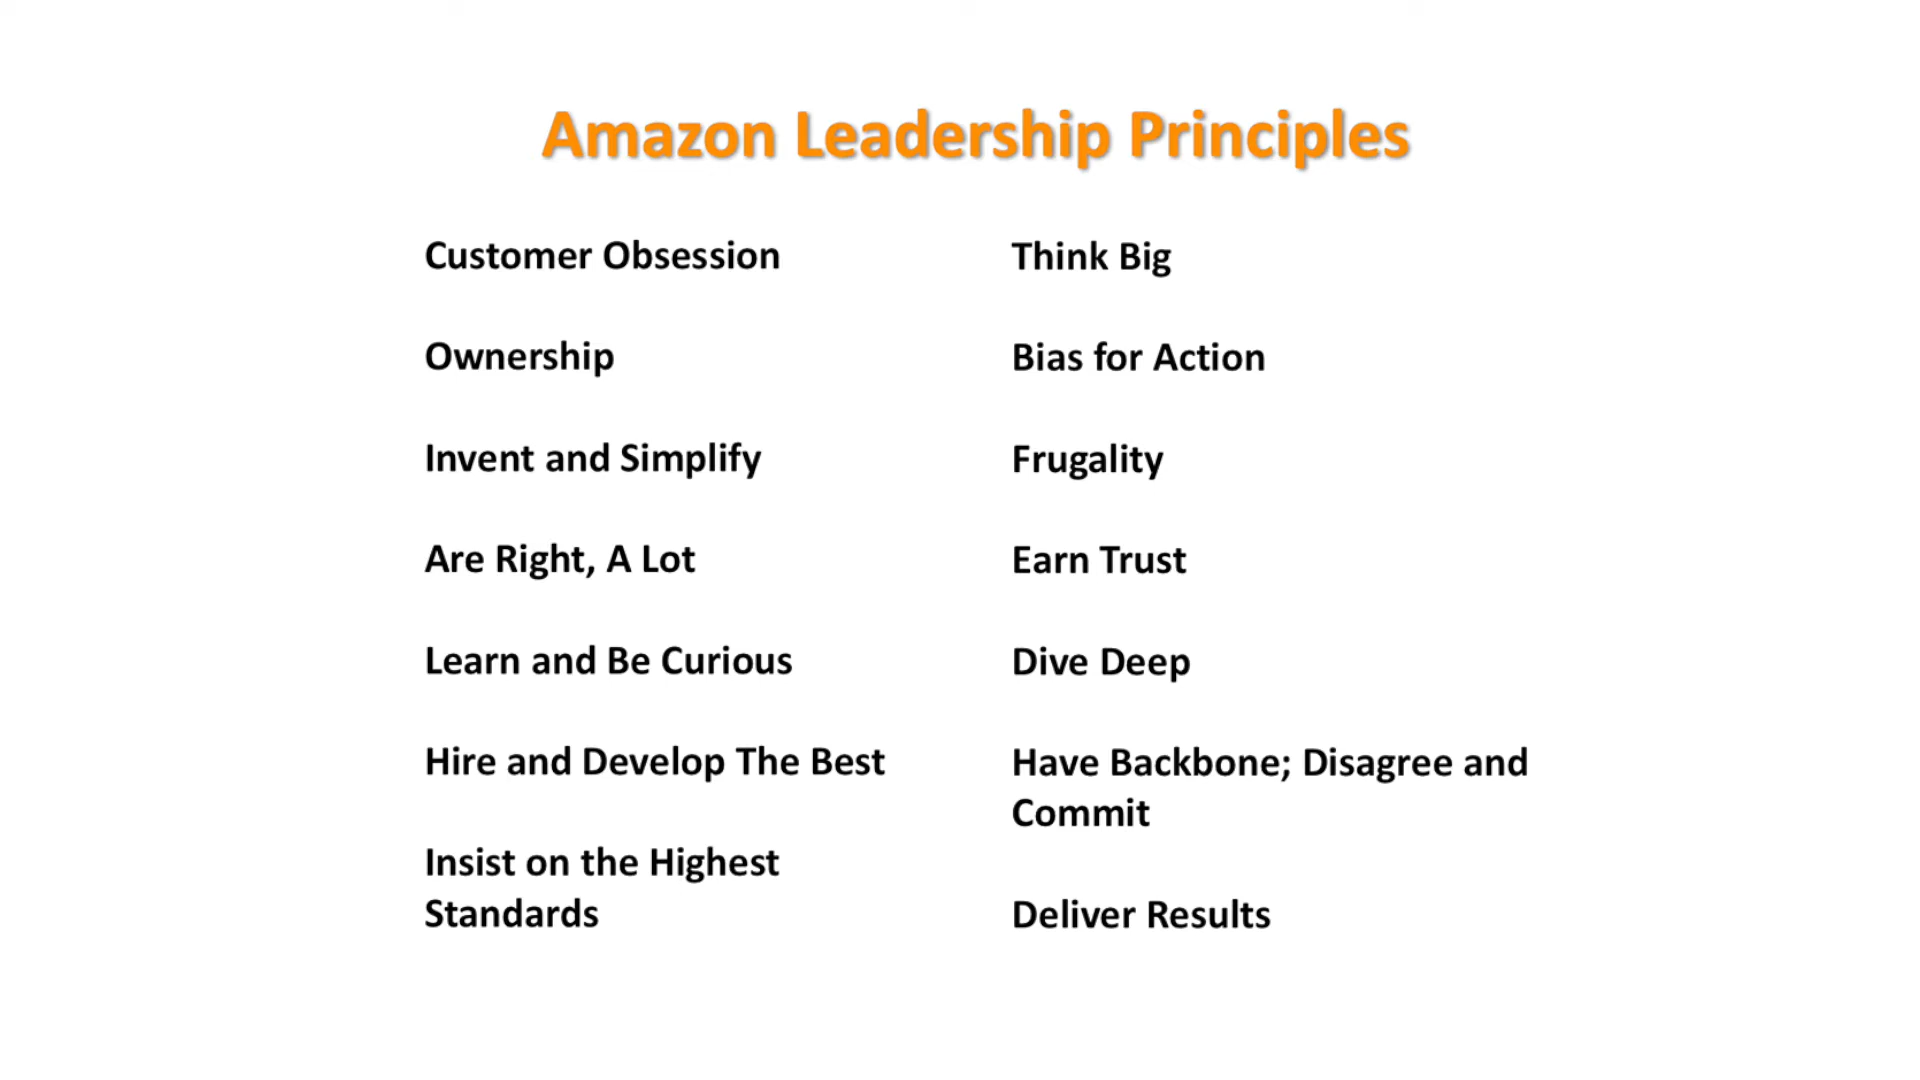 Amazon Leadership Principles
Customer Obsession
Ownership
Invent and Simplify
Are Right, A Lot
Learn and Be Curious
Hire and Develop The Best
Insist on the Highest
Standards
Think Big
Bias for Action
Frugality
Earn Trust
Dive Deep
Have Backbone; Disagree and
Commit
Deliver Results